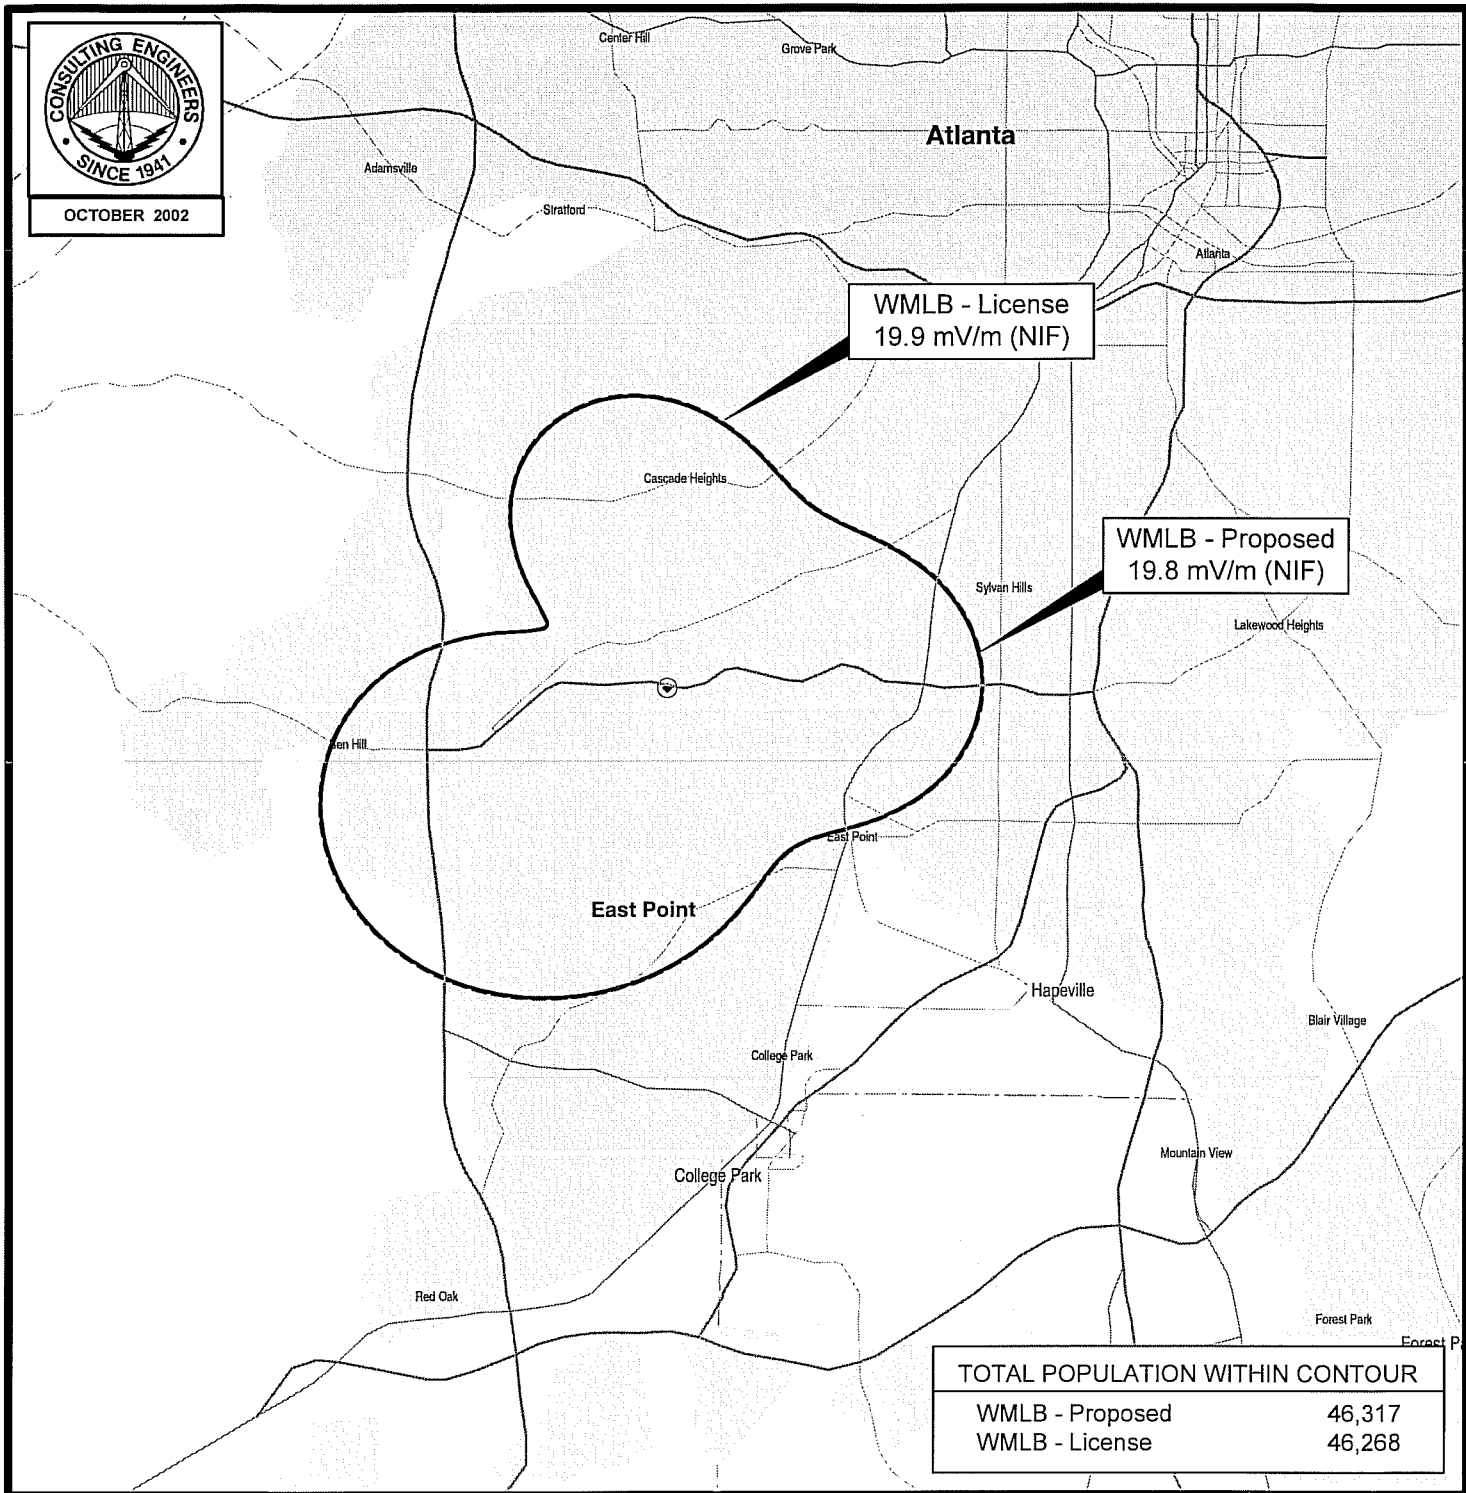 CONSULTING ENGINEERS
• SINCE 1941 •
OCTOBER 2002
Center Hill
Grove Park
Atlanta
Adamsville
Stratford
Atlanta
WMLB - License
19.9 mV/m (NIF)
Cascade Heights
WMLB - Proposed
19.8 mV/m (NIF)
Sylvan Hills
Lakewood Heights
Ben Hill
East Point
East Point
Hapeville
Blair Village
College Park
Mountain View
College Park
Red Oak
Forest Park
Forest P
TOTAL POPULATION WITHIN CONTOUR
WMLB - Proposed 46,317
WMLB - License 46,268